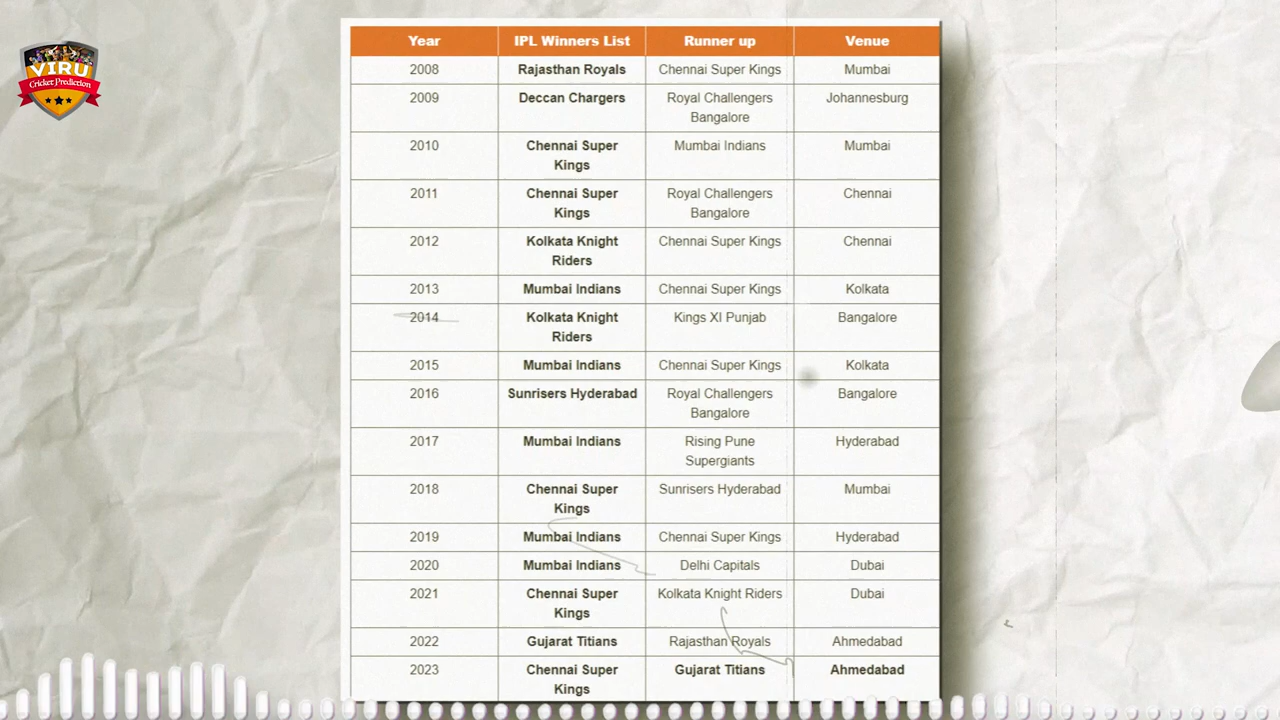 VIRU
Cricket Prediction
Year IPL Winners List Runner up Venue
2008 Rajasthan Royals Chennai Super Kings Mumbai
2009 Deccan Chargers Royal Challengers Johannesburg
Bangalore
2010 Chennai Super Mumbai Indians Mumbai
Kings
2011 Chennai Super Royal Challengers Chennai
Kings Bangalore
2012 Kolkata Knight Chennai Super Kings Chennai
Riders
2013 Mumbai Indians Chennai Super Kings Kolkata
2014 Kolkata Knight Kings XI Punjab Bangalore
Riders
2015 Mumbai Indians Chennai Super Kings Kolkata
2016 Sunrisers Hyderabad Royal Challengers Bangalore
Bangalore
2017 Mumbai Indians Rising Pune Hyderabad
Supergiants
2018 Chennai Super Sunrisers Hyderabad Mumbai
Kings
2019 Mumbai Indians Chennai Super Kings Hyderabad
2020 Mumbai Indians Delhi Capitals Dubai
2021 Chennai Super Kolkata Knight Riders Dubai
Kings
2022 Gujarat Titians Rajasthan Royals Ahmedabad
2023 Chennai Super Gujarat Titians Ahmedabad
Kings